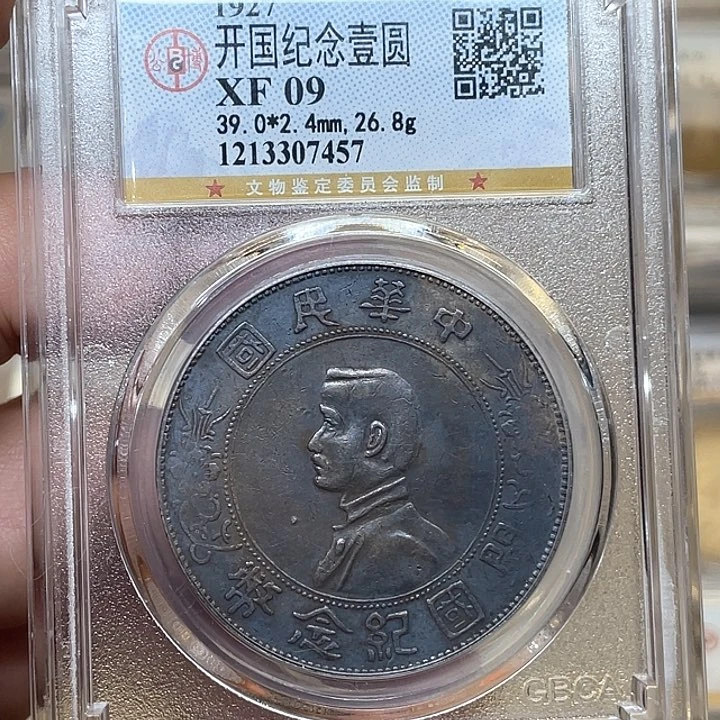 1927
开国纪念壹圆
XF 09
39.0*2.4mm, 26.8g
1213307457
文物鉴定委员会监制
中華民國
開國紀念幣
GBCA